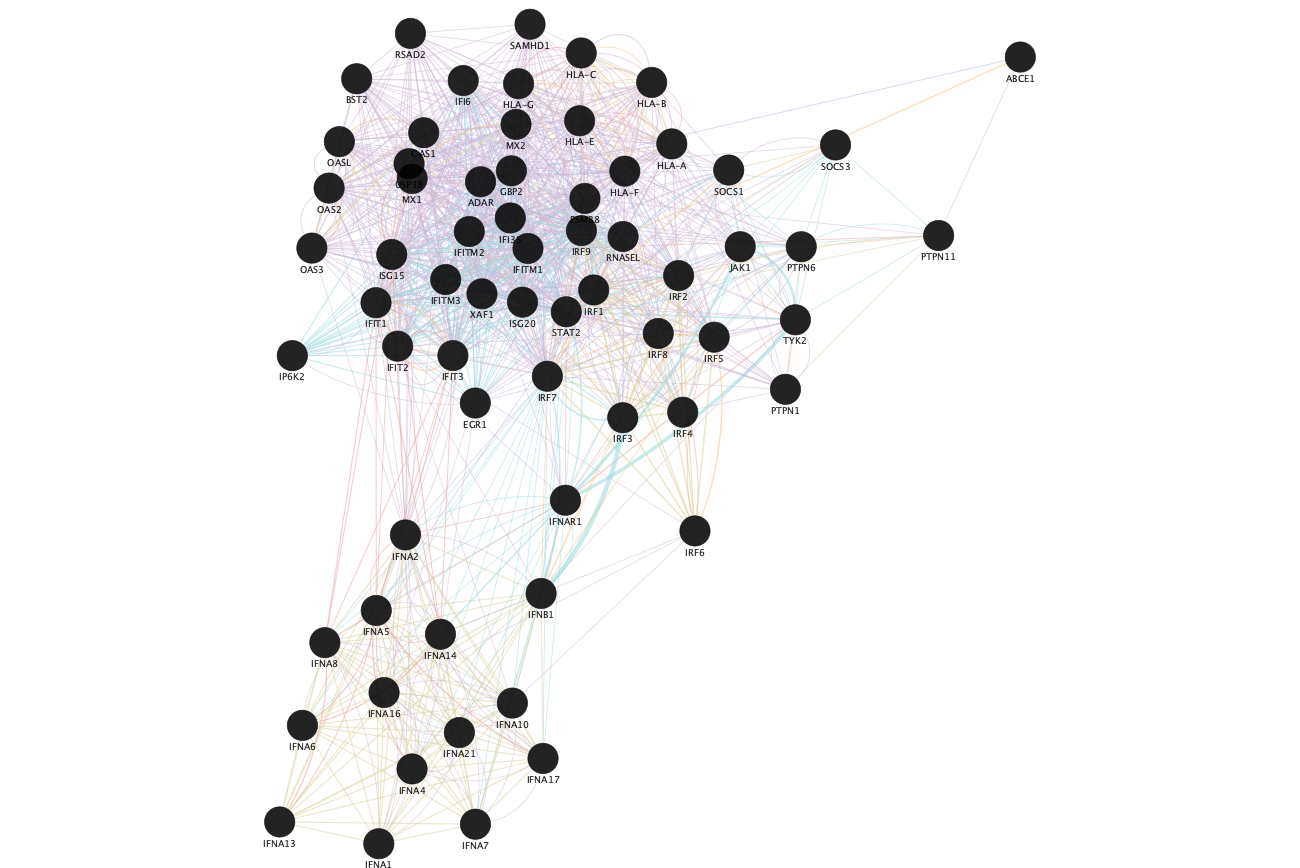 SAMHD1
RSAD2
HLA-C
ABCE1
BST2
IFI6
HLA-G
HLA-B
MX2
HLA-E
OAS1
OASL
HLA-A
SOCS3
USP18
GBP2
SOCS1
HLA-F
MX1
ADAR
OAS2
PSMB8
IFI35
IFITM2
IRF9
RNASEL
PTPN11
IFITM1
JAK1
PTPN6
OAS3
ISG15
IRF2
IFITM3
IRF1
XAF1
IFIT1
ISG20
STAT2
TYK2
IRF8
IRF5
IFIT2
IP6K2
IFIT3
IRF7
PTPN1
EGR1
IRF4
IRF3
IFNAR1
IRF6
IFNA2
IFNB1
IFNA5
IFNA14
IFNA8
IFNA16
IFNA10
IFNA6
IFNA21
IFNA17
IFNA4
IFNA13
IFNA7
IFNA1